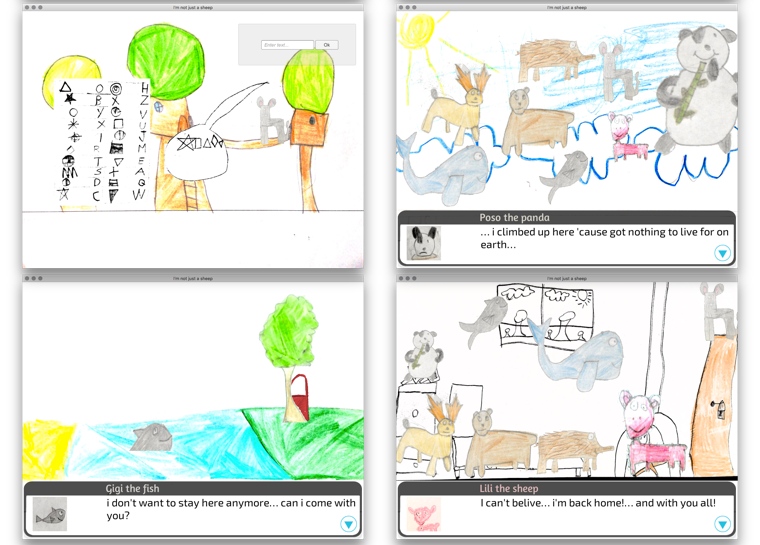 I'm not just a sheep
Enter text...
Ok
H
Z
V
U
J
M
E
A
Q
W
O
B
Y
X
I
R
T
S
D
C
I'm not just a sheep
Poso the panda
... i climbed up here 'cause got nothing to live for on
earth...
I'm not just a sheep
Gigi the fish
i don't want to stay here anymore... can i come with
you?
I'm not just a sheep
Lili the sheep
I can't belive... i'm back home!... and with you all!